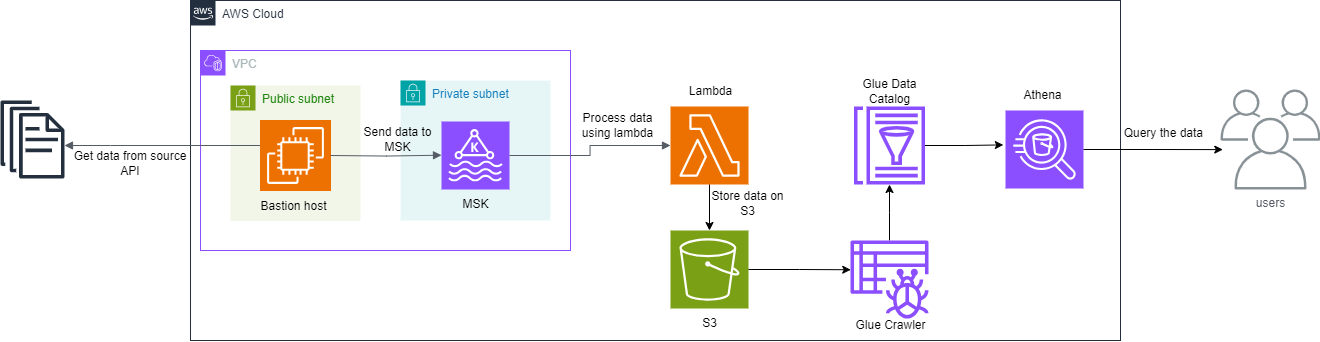 aws
AWS Cloud
VPC
Public subnet
Private subnet
Get data from source
API
Bastion host
Send data to
MSK
K
MSK
Process data
using lambda
Lambda
Store data on
S3
S3
Glue Data
Catalog
Glue Crawler
Athena
Query the data
users